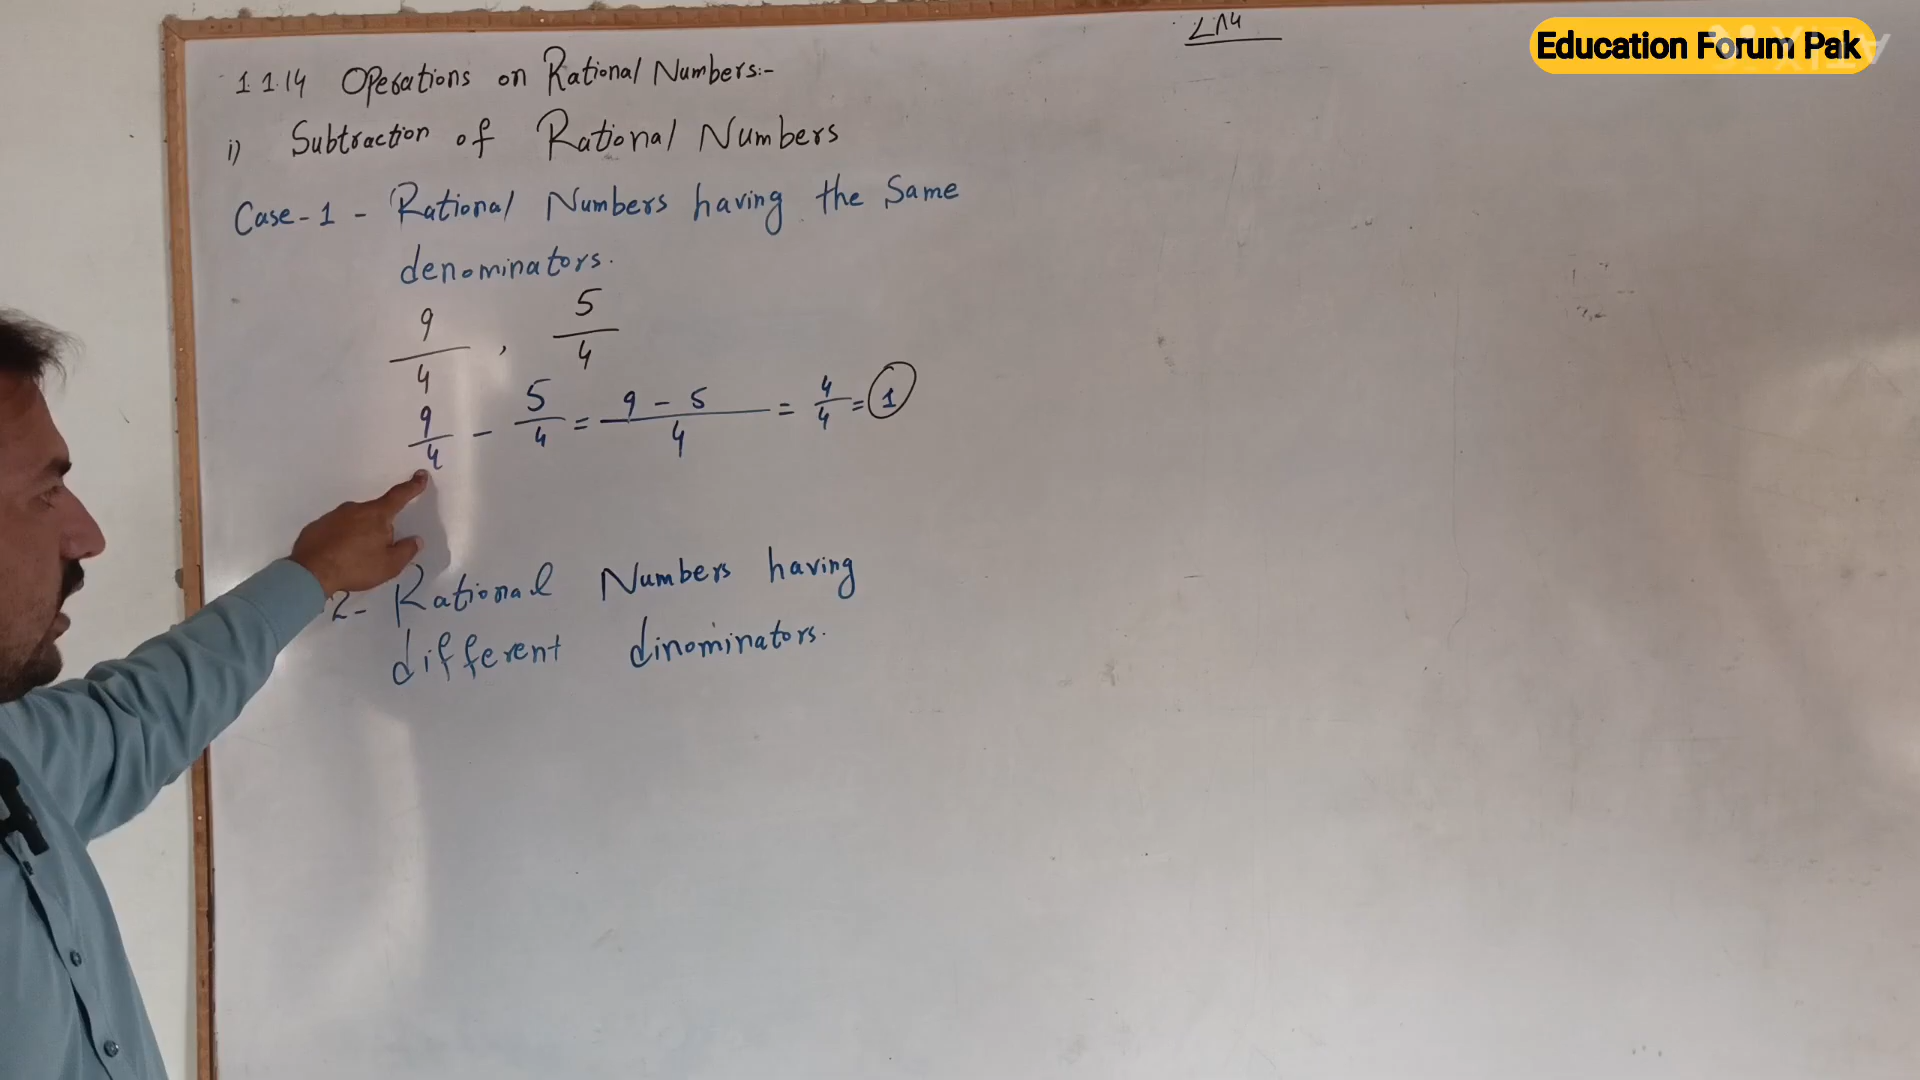 Education Forum Pak
1.1.14 Operations on Rational Numbers:-
i) Subtraction of Rational Numbers
Case-1 - Rational Numbers having the Same
denominators.
9/4 , 5/4
9/4 - 5/4 = 9 - 5/4 = 4/4 = 1
2- Rational Numbers having
different dinominators.